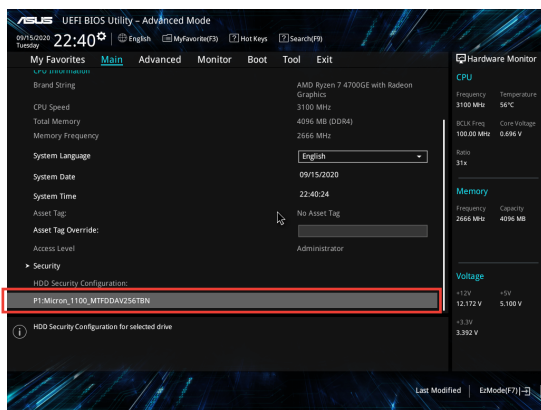 ASUS UEFI BIOS Utility – Advanced Mode
09/15/2020 Tuesday 22:40 English MyFavorite(F3) Hot Keys Search(F9)
My Favorites Main Advanced Monitor Boot Tool Exit
CPU Information
Brand String AMD Ryzen 7 4700GE with Radeon
Graphics
CPU Speed 3100 MHz
Total Memory 4096 MB (DDR4)
Memory Frequency 2666 MHz
System Language English
System Date 09/15/2020
System Time 22:40:24
Asset Tag: No Asset Tag
Asset Tag Override:
Access Level Administrator
Security
HDD Security Configuration:
P1:Micron_1100_MTFDDAV256TBN
HDD Security Configuration for selected drive
Hardware Monitor
CPU
Frequency Temperature
3100 MHz 56°C
BCLK Freq Core Voltage
100.00 MHz 0.696 V
Ratio
31x
Memory
Frequency Capacity
2666 MHz 4096 MB
Voltage
+12V +5V
12.172 V 5.100 V
+3.3V
3.392 V
Last Modified EzMode(F7)